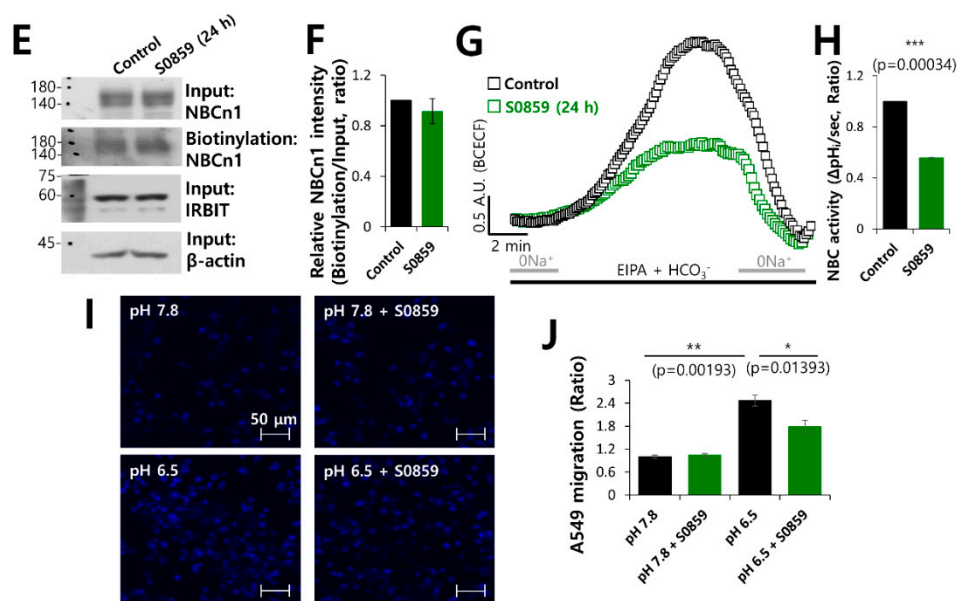 E
Control
S0859 (24 h)
180-
140-
Input:
NBCn1
180-
140-
Biotinylation:
NBCn1
75-
60-
Input:
IRBIT
45-
Input:
β-actin
F
Relative NBCn1 intensity
(Biotinylation/Input, ratio)
1.2
0.8
0.4
0
Control
S0859
G
Control
S0859 (24 h)
0.5 A.U. (BCECF)
2 min
0Na⁺
EIPA + HCO₃⁻
0Na⁺
H
***
(p=0.00034)
NBC activity (ΔpHᵢ/sec, Ratio)
1.2
0.8
0.4
0
Control
S0859
I
pH 7.8
50 μm
pH 7.8 + S0859
pH 6.5
pH 6.5 + S0859
J
**
(p=0.00193)
*
(p=0.01393)
A549 migration (Ratio)
3
2.4
1.8
1.2
0.6
0
pH 7.8
pH 7.8 + S0859
pH 6.5
pH 6.5 + S0859